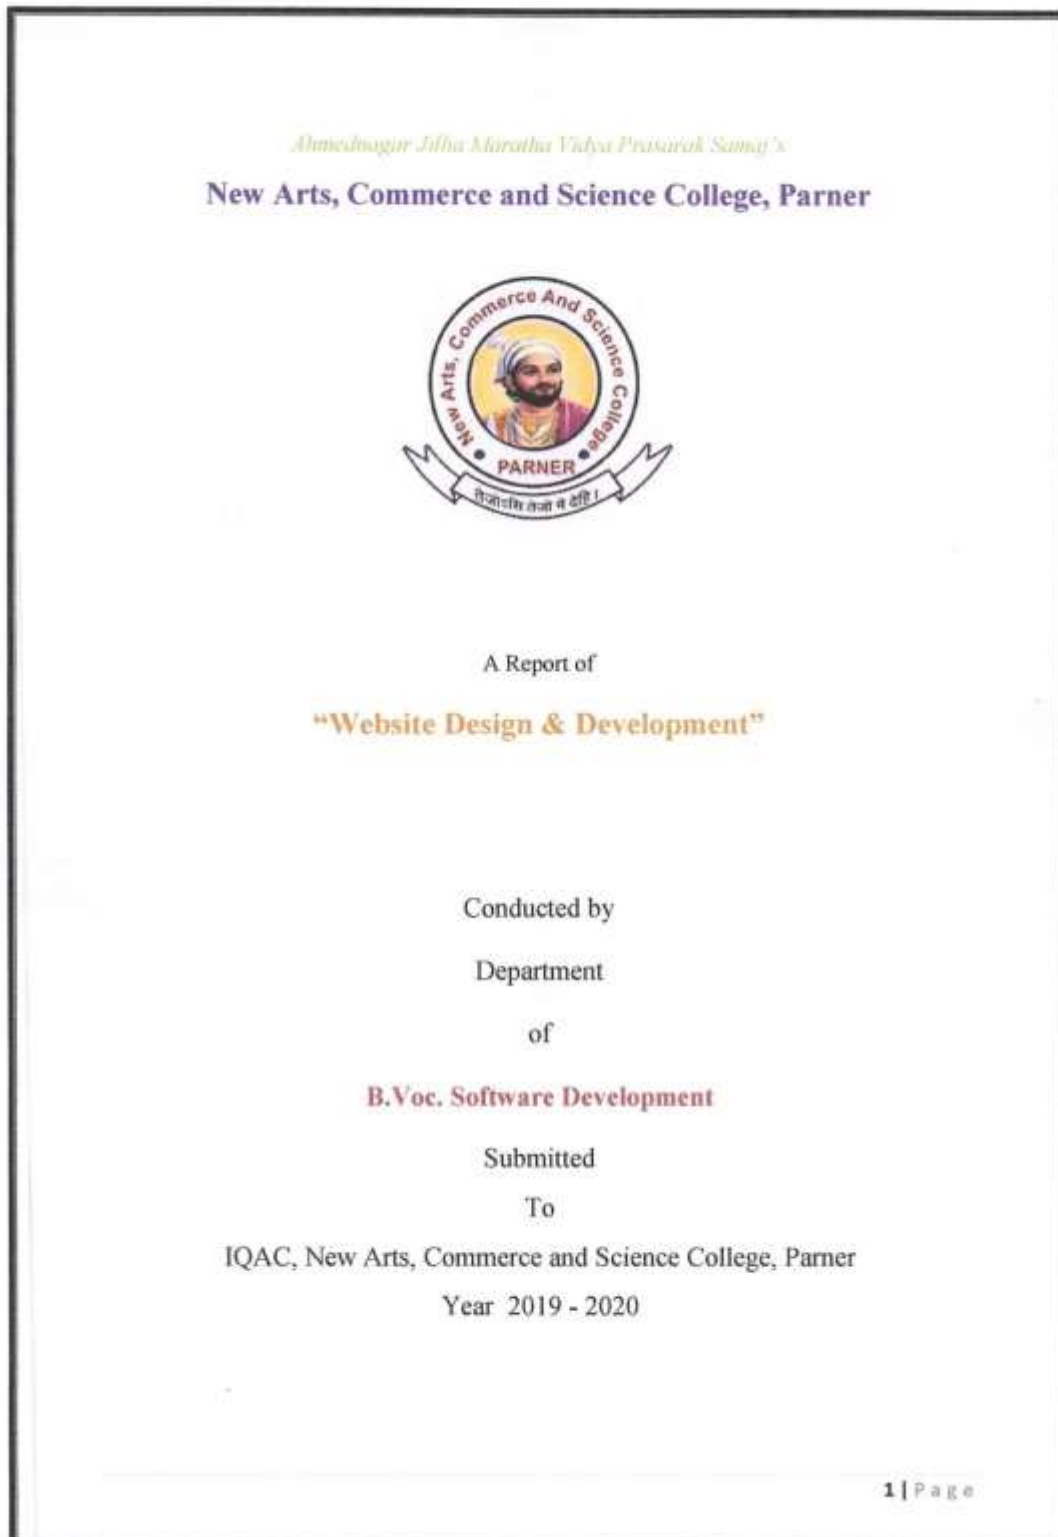 Ahmednagar Jilha Maratha Vidya Prasarak Samaj's
New Arts, Commerce and Science College, Parner
New Arts, Commerce And Science College
PARNER
तेजोऽसि तेजो मे देहि ।
A Report of
“Website Design & Development”
Conducted by
Department
of
B.Voc. Software Development
Submitted
To
IQAC, New Arts, Commerce and Science College, Parner
Year 2019 - 2020
1 | Page